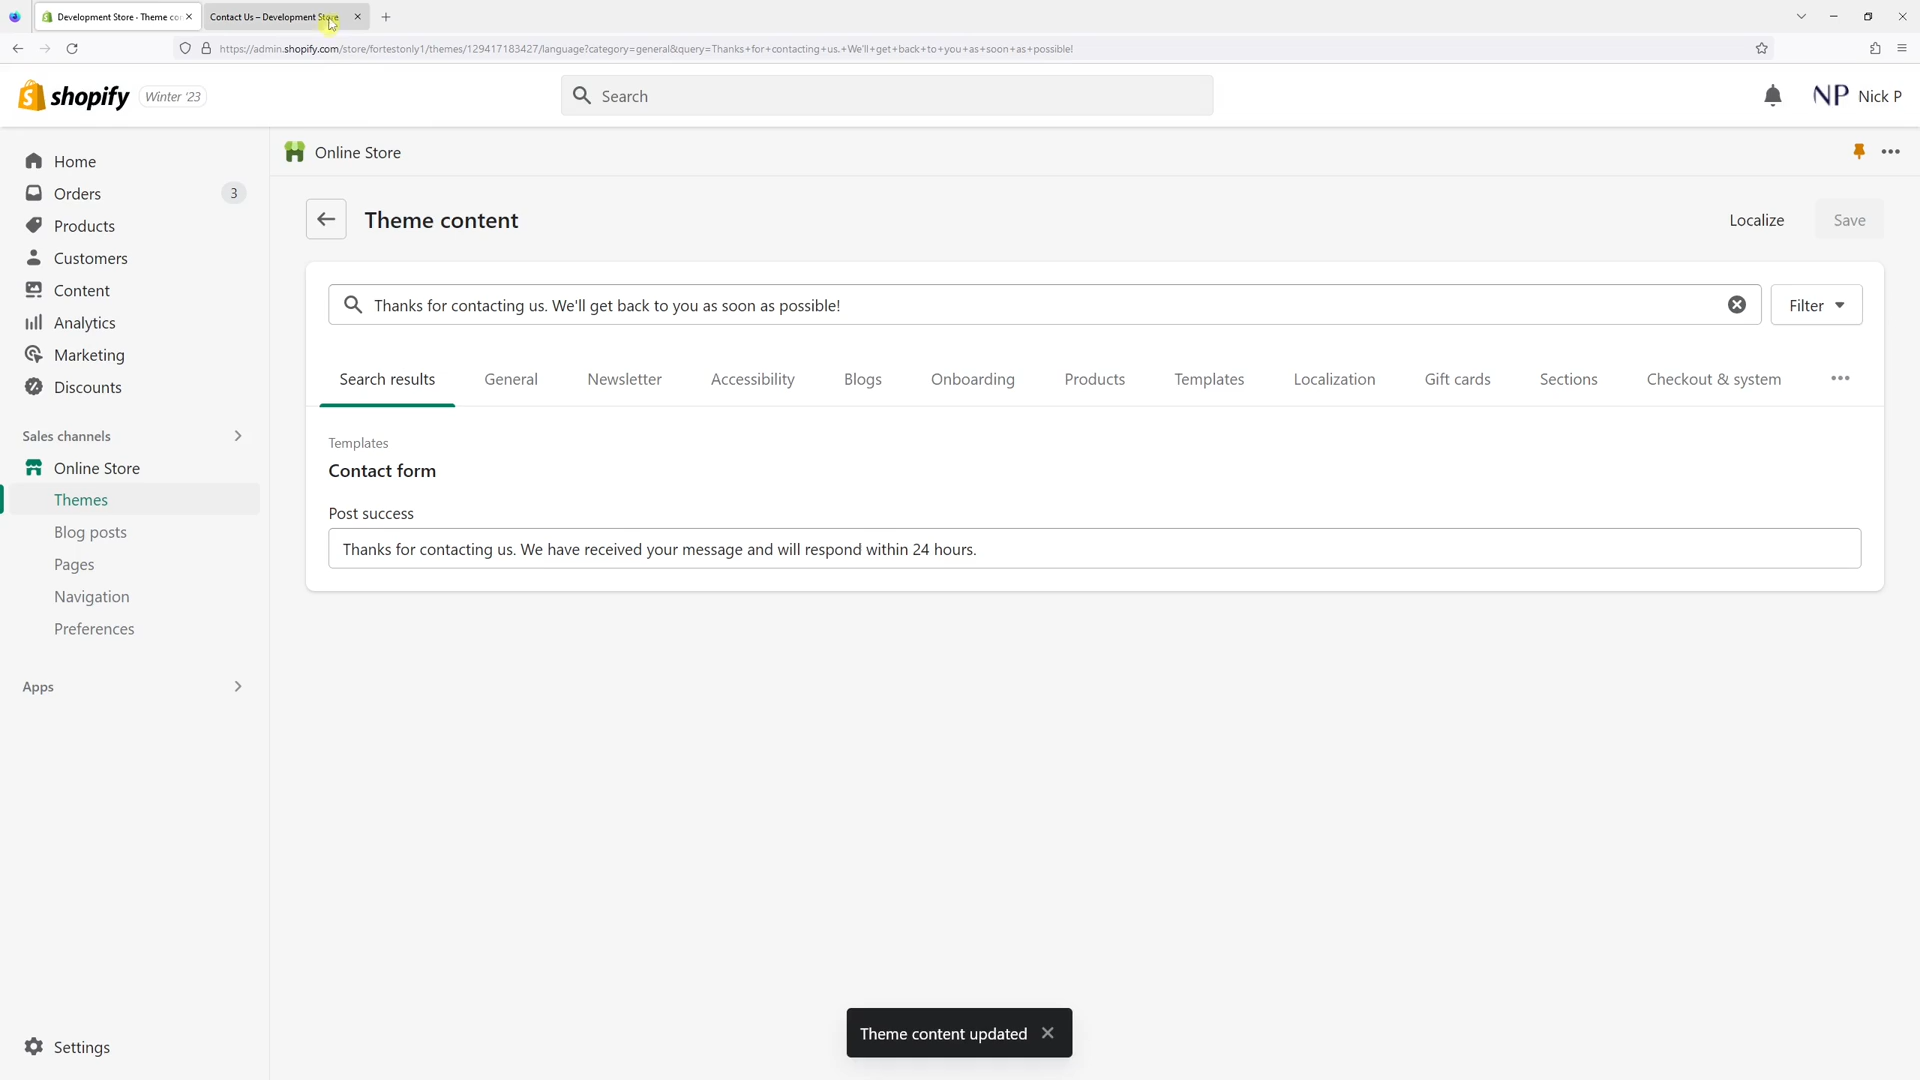 Development Store - Theme co
Contact Us – Development Store
https://admin.shopify.com/store/fortestonly1/themes/129417183427/language?category=general&query=Thanks+for+contacting+us.+We'll+get+back+to+you+as+soon+as+possible!
shopify
Winter '23
Search
NP
Nick P
Home
Orders
3
Products
Customers
Content
Analytics
Marketing
Discounts
Sales channels
Online Store
Themes
Blog posts
Pages
Navigation
Preferences
Apps
Settings
Online Store
Theme content
Localize
Save
Thanks for contacting us. We'll get back to you as soon as possible!
Filter
Search results
General
Newsletter
Accessibility
Blogs
Onboarding
Products
Templates
Localization
Gift cards
Sections
Checkout & system
Templates
Contact form
Post success
Thanks for contacting us. We have received your message and will respond within 24 hours.
Theme content updated